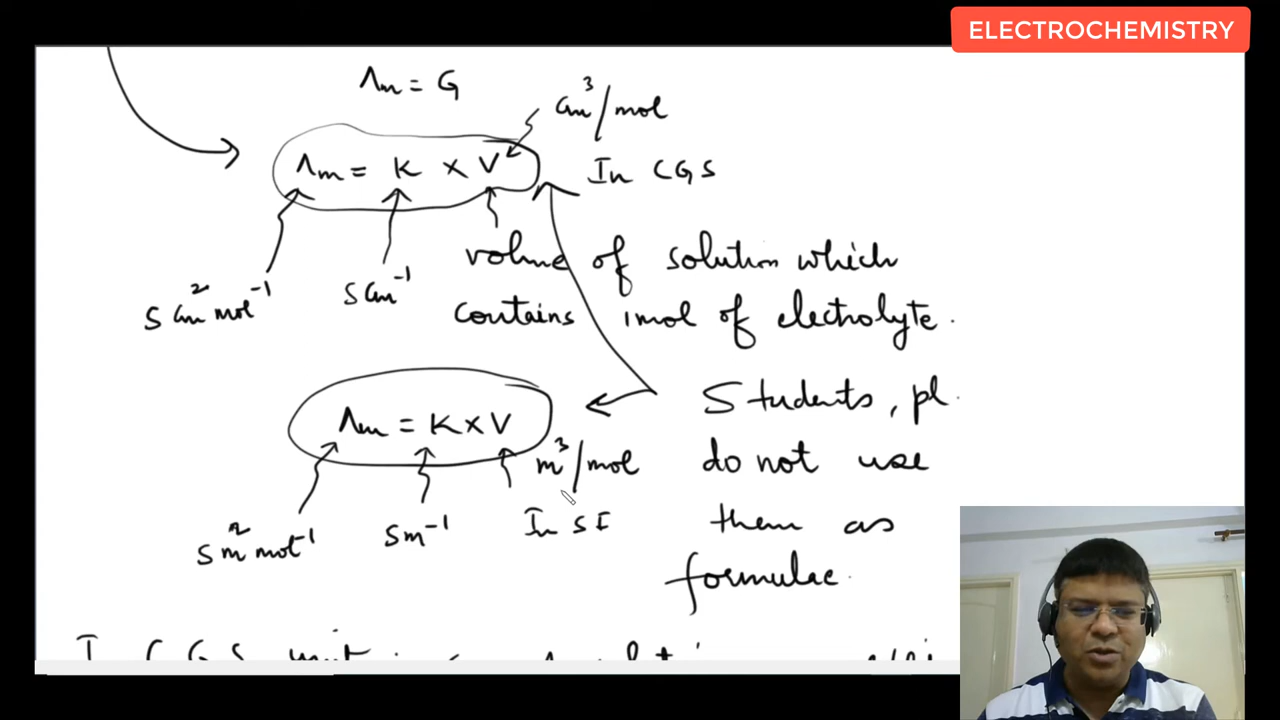 ELECTROCHEMISTRY
Λm = G
cm³/mol
Λm = K × V
In CGS
S cm² mol⁻¹
S cm⁻¹
volume of solution which
contains 1mol of electrolyte.
Students, pl.
Λm = K × V
m³/mol
do not use
S m² mol⁻¹
S m⁻¹
In SI
them as
formulae.